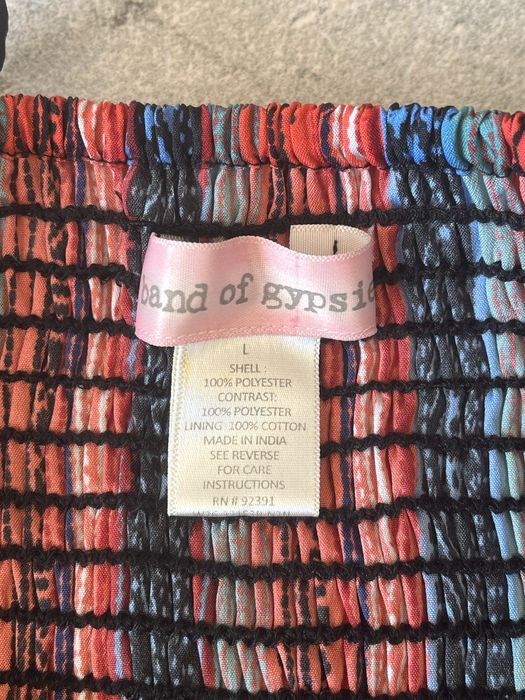 L
band of gypsie
L
SHELL :
100% POLYESTER
CONTRAST:
100% POLYESTER
LINING: 100% COTTON
MADE IN INDIA
SEE REVERSE
FOR CARE
INSTRUCTIONS
RN # 92391